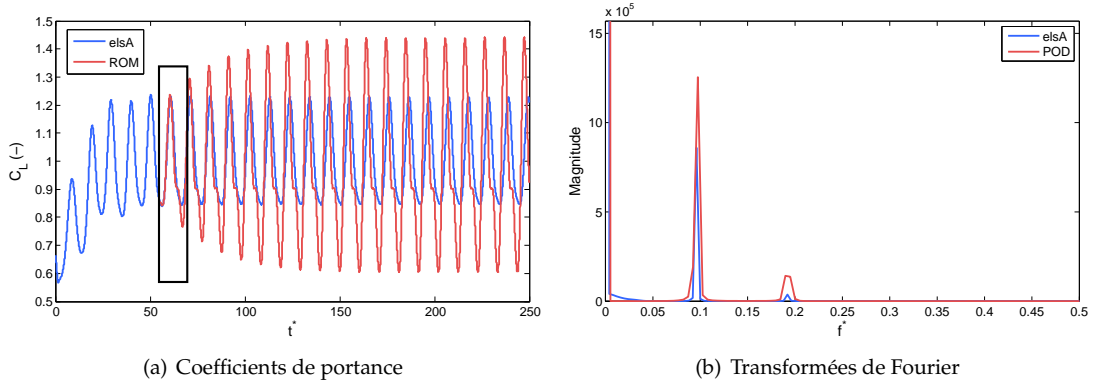 1.5
1.4
1.3
1.2
1.1
1
0.9
0.8
0.7
0.6
0.5
C_L (−)
elsA
ROM
0 50 100 150 200 250
t*
(a) Coefficients de portance
x 10⁵
15
10
5
0
Magnitude
elsA
POD
0 0.05 0.1 0.15 0.2 0.25 0.3 0.35 0.4 0.45 0.5
f*
(b) Transformées de Fourier